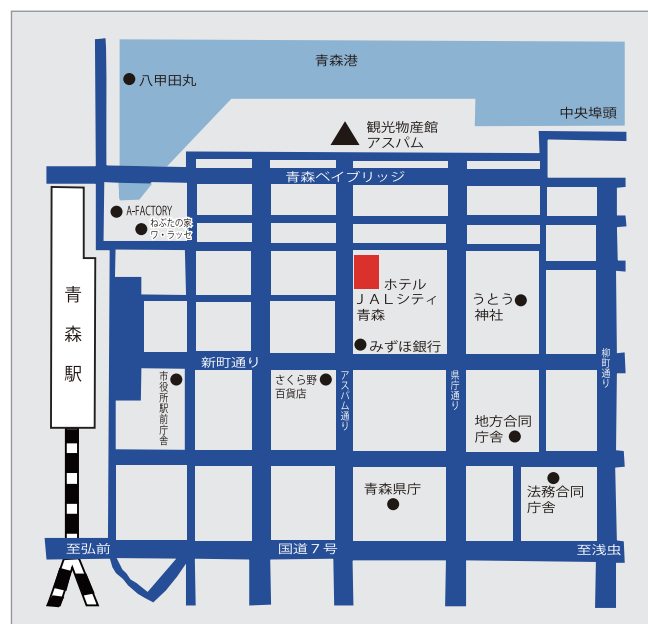 青森港
八甲田丸
中央埠頭
観光物産館
アスパム
青森ベイブリッジ
A-FACTORY
ねぶたの家
ワ・ラッセ
ホテル
JALシティ
青森
うとう
神社
青森駅
みずほ銀行
新町通り
柳町通り
市役所駅前庁舎
さくら野
百貨店
アスパム通り
県庁通り
地方合同
庁舎
青森県庁
法務合同
庁舎
至弘前
国道7号
至浅虫